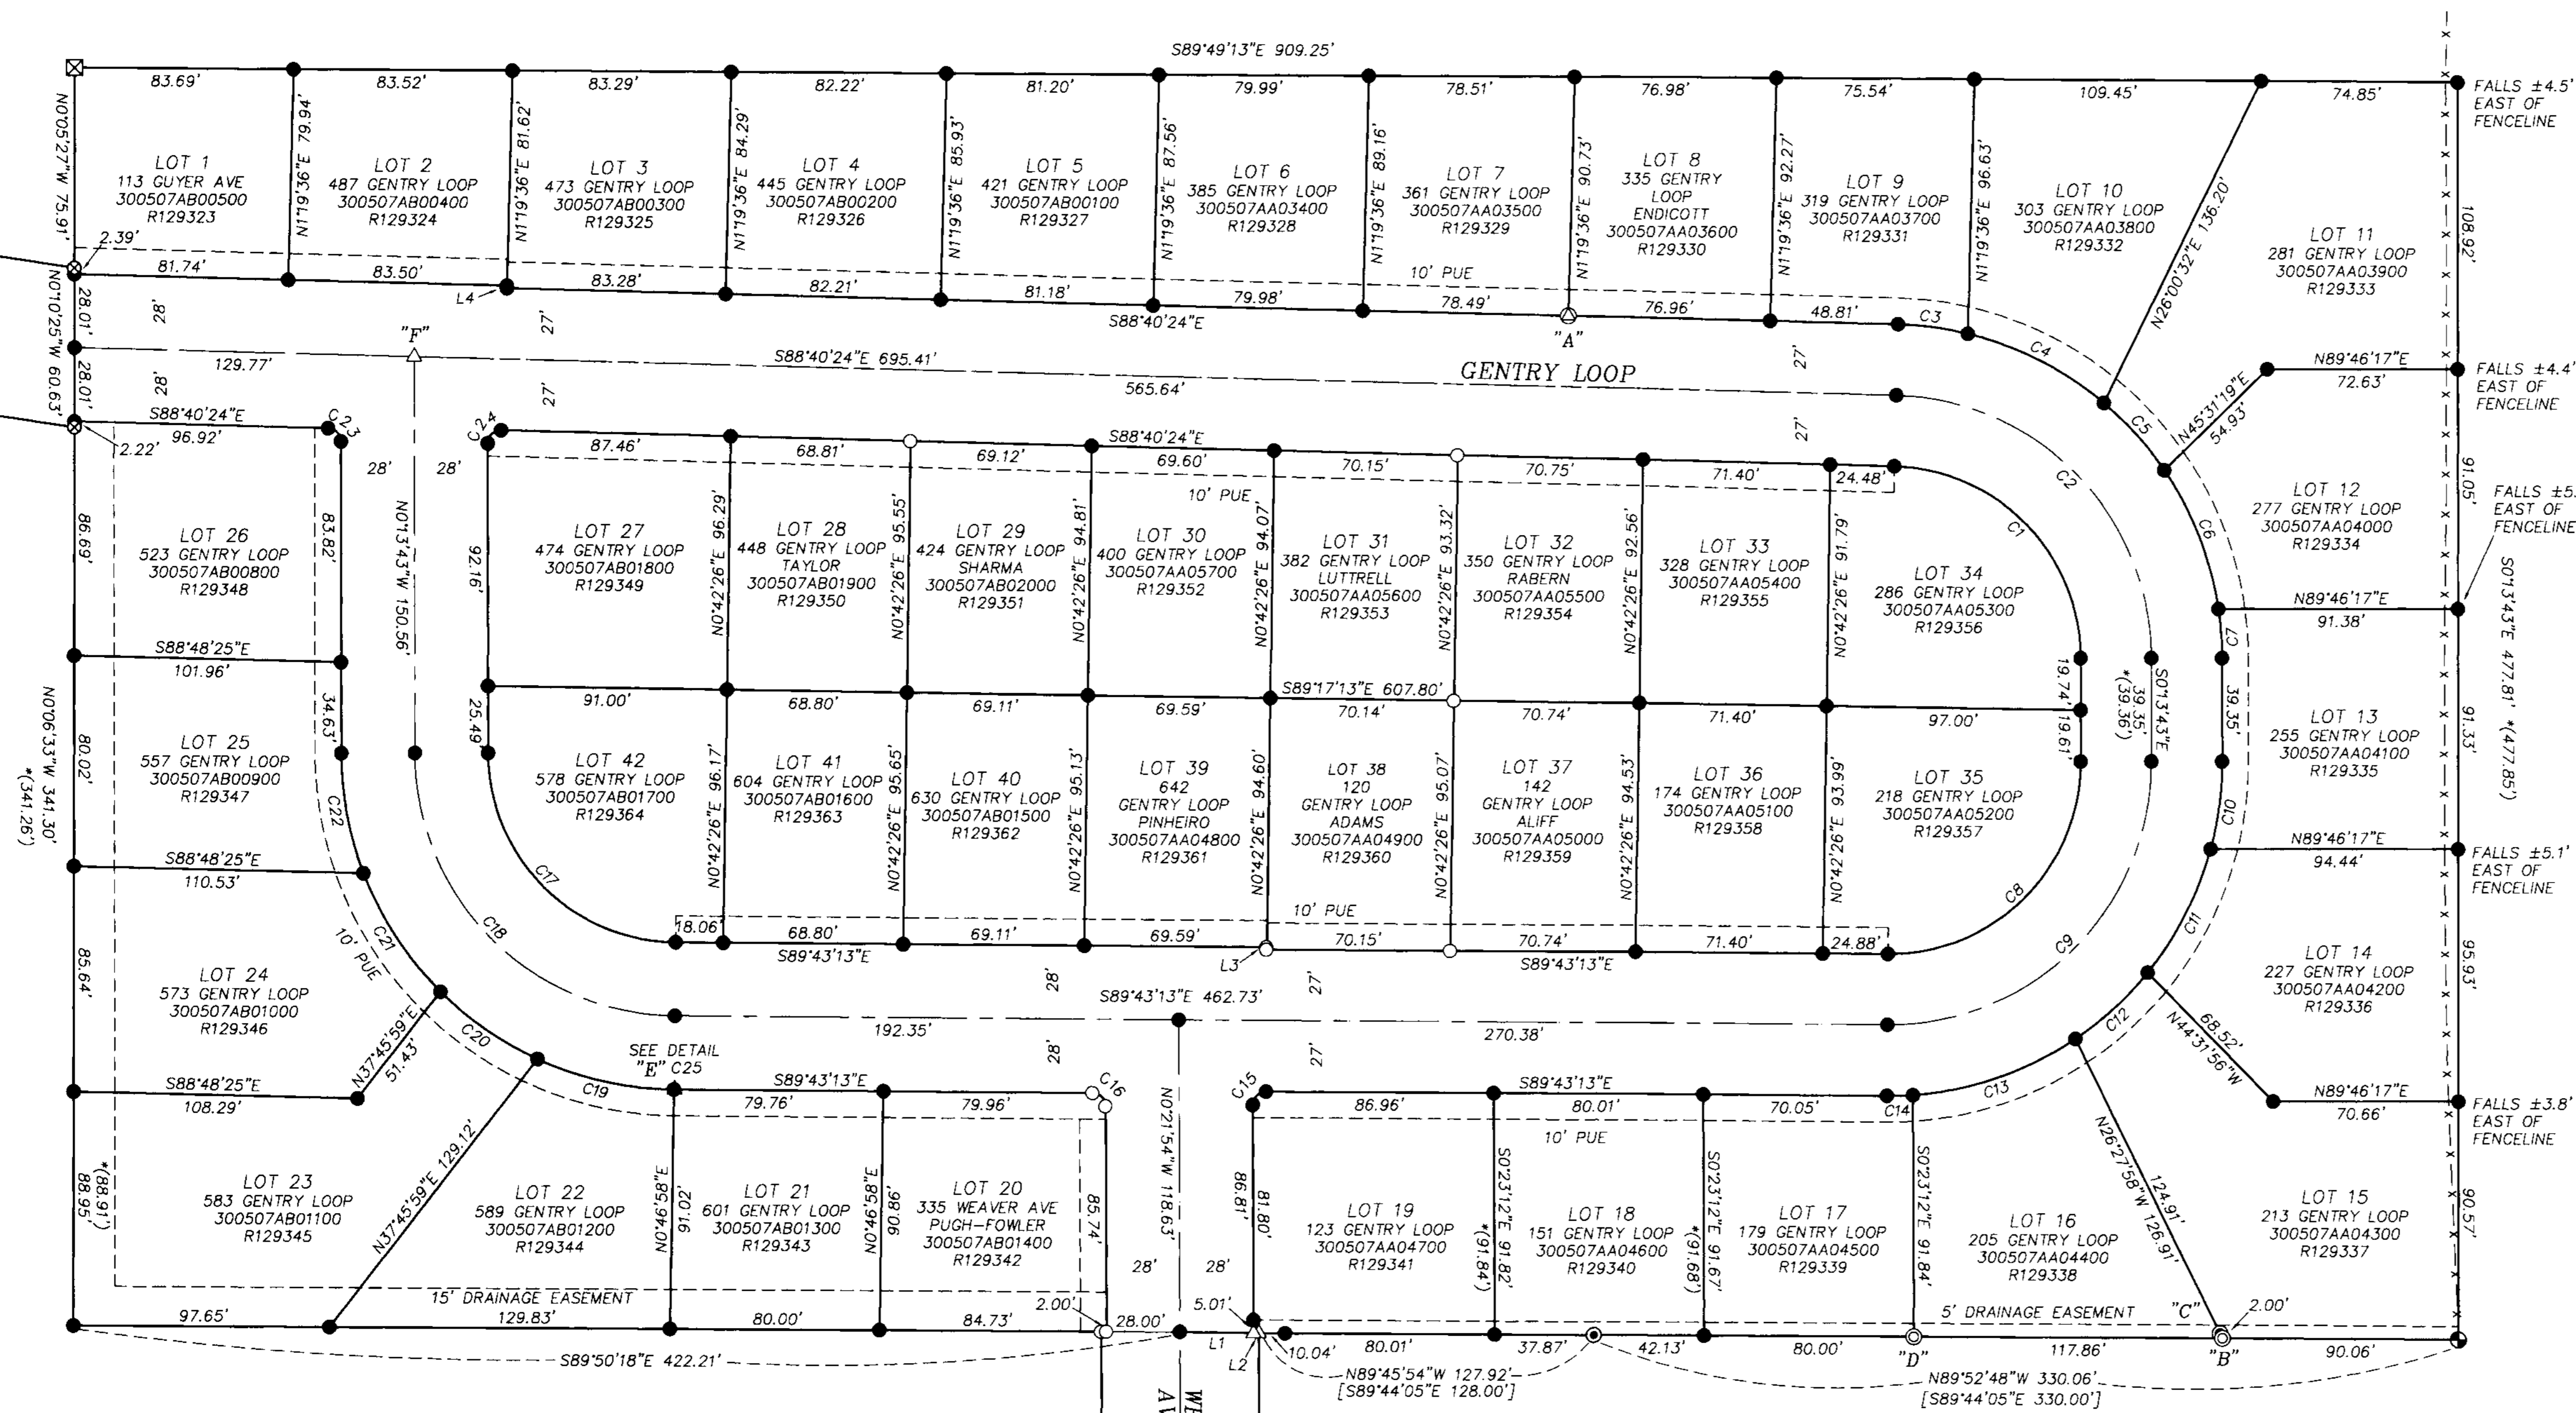 S89°49'13"E 909.25'
83.69'
83.52'
83.29'
82.22'
81.20'
79.99'
78.51'
76.98'
75.54'
109.45'
74.85'
FALLS ±4.5'
EAST OF
FENCELINE
N0°05'27"W 75.91'
N1°19'36"E 79.94'
N1°19'36"E 81.62'
N1°19'36"E 84.29'
N1°19'36"E 85.93'
N1°19'36"E 87.56'
N1°19'36"E 89.16'
N1°19'36"E 90.73'
N1°19'36"E 92.27'
N1°19'36"E 96.63'
N26°00'32"E 136.20'
108.92'
LOT 1
113 GUYER AVE
300507AB00500
R129323
LOT 2
487 GENTRY LOOP
300507AB00400
R129324
LOT 3
473 GENTRY LOOP
300507AB00300
R129325
LOT 4
445 GENTRY LOOP
300507AB00200
R129326
LOT 5
421 GENTRY LOOP
300507AB00100
R129327
LOT 6
385 GENTRY LOOP
300507AA03400
R129328
LOT 7
361 GENTRY LOOP
300507AA03500
R129329
LOT 8
335 GENTRY
LOOP
ENDICOTT
300507AA03600
R129330
LOT 9
319 GENTRY LOOP
300507AA03700
R129331
LOT 10
303 GENTRY LOOP
300507AA03800
R129332
LOT 11
281 GENTRY LOOP
300507AA03900
R129333
2.39'
81.74'
83.50'
83.28'
82.21'
81.18'
79.98'
10' PUE
78.49'
76.96'
48.81'
C3
C4
L4
S88°40'24"E
"A"
N0°10'25"W 60.63'
28.01'
28.01'
28'
28'
"F"
27'
27'
27'
27'
129.77'
S88°40'24"E 695.41'
565.64'
GENTRY LOOP
C5
N45°31'19"E
54.93'
N89°46'17"E
72.63'
FALLS ±4.4'
EAST OF
FENCELINE
S88°40'24"E
96.92'
2.22'
C23
C24
28'
28'
87.46'
68.81'
69.12'
S88°40'24"E
69.60'
70.15'
70.75'
71.40'
24.48'
10' PUE
C1
C2
C6
91.05'
FALLS ±5.
EAST OF
FENCELINE
86.69'
83.82'
N0°13'43"W 150.56'
92.16'
N0°42'26"E 96.29'
N0°42'26"E 95.55'
N0°42'26"E 94.81'
N0°42'26"E 94.07'
N0°42'26"E 93.32'
N0°42'26"E 92.56'
N0°42'26"E 91.79'
LOT 26
523 GENTRY LOOP
300507AB00800
R129348
LOT 27
474 GENTRY LOOP
300507AB01800
R129349
LOT 28
448 GENTRY LOOP
TAYLOR
300507AB01900
R129350
LOT 29
424 GENTRY LOOP
SHARMA
300507AB02000
R129351
LOT 30
400 GENTRY LOOP
300507AA05700
R129352
LOT 31
382 GENTRY LOOP
LUTTRELL
300507AA05600
R129353
LOT 32
350 GENTRY LOOP
RABERN
300507AA05500
R129354
LOT 33
328 GENTRY LOOP
300507AA05400
R129355
LOT 34
286 GENTRY LOOP
300507AA05300
R129356
LOT 12
277 GENTRY LOOP
300507AA04000
R129334
S0°13'43"E 477.81' *(477.85')
N89°46'17"E
91.38'
C7
S88°48'25"E
101.96'
34.63'
25.49'
91.00'
68.80'
69.11'
69.59'
S89°17'13"E 607.80'
70.14'
70.74'
71.40'
97.00'
19.74'
19.61'
S0°13'43"E
39.35'
*(39.36')
39.35'
91.33'
N0°06'33"W 341.30'
*(341.26')
80.02'
LOT 25
557 GENTRY LOOP
300507AB00900
R129347
C22
LOT 42
578 GENTRY LOOP
300507AB01700
R129364
LOT 41
604 GENTRY LOOP
300507AB01600
R129363
LOT 40
630 GENTRY LOOP
300507AB01500
R129362
LOT 39
642
GENTRY LOOP
PINHEIRO
300507AA04800
R129361
LOT 38
120
GENTRY LOOP
ADAMS
300507AA04900
R129360
LOT 37
142
GENTRY LOOP
ALIFF
300507AA05000
R129359
LOT 36
174 GENTRY LOOP
300507AA05100
R129358
LOT 35
218 GENTRY LOOP
300507AA05200
R129357
LOT 13
255 GENTRY LOOP
300507AA04100
R129335
N0°42'26"E 96.17'
N0°42'26"E 95.65'
N0°42'26"E 95.13'
N0°42'26"E 94.60'
N0°42'26"E 95.07'
N0°42'26"E 94.53'
N0°42'26"E 93.99'
C10
N89°46'17"E
94.44'
FALLS ±5.1'
EAST OF
FENCELINE
S88°48'25"E
110.53'
C17
C8
C18
C21
C9
C11
10' PUE
10' PUE
18.06'
68.80'
69.11'
69.59'
70.15'
70.74'
71.40'
24.88'
S89°43'13"E
L3
S89°43'13"E
85.64'
LOT 24
573 GENTRY LOOP
300507AB01000
R129346
95.93'
LOT 14
227 GENTRY LOOP
300507AA04200
R129336
28'
27'
S89°43'13"E 462.73'
192.35'
270.38'
28'
27'
C12
68.52'
N44°31'56"W
C20
N37°45'59"E
51.43'
SEE DETAIL
"E" C25
C19
S89°43'13"E
79.76'
79.96'
C16
C15
86.96'
S89°43'13"E
80.01'
70.05'
C14
C13
10' PUE
N89°46'17"E
70.66'
FALLS ±3.8'
EAST OF
FENCELINE
S88°48'25"E
108.29'
*(88.91')
88.95'
N37°45'59"E 129.12'
N0°46'58"E
91.02'
N0°46'58"E
90.86'
85.74'
N0°21'54"W 118.63'
86.81'
81.80'
S0°23'12"E 91.82'
*(91.84')
S0°23'12"E 91.67'
*(91.68')
S0°23'12"E 91.84'
N26°27'58"W 126.91'
124.91'
90.57'
LOT 23
583 GENTRY LOOP
300507AB01100
R129345
LOT 22
589 GENTRY LOOP
300507AB01200
R129344
LOT 21
601 GENTRY LOOP
300507AB01300
R129343
LOT 20
335 WEAVER AVE
PUGH-FOWLER
300507AB01400
R129342
LOT 19
123 GENTRY LOOP
300507AA04700
R129341
LOT 18
151 GENTRY LOOP
300507AA04600
R129340
LOT 17
179 GENTRY LOOP
300507AA04500
R129339
LOT 16
205 GENTRY LOOP
300507AA04400
R129338
LOT 15
213 GENTRY LOOP
300507AA04300
R129337
28'
28'
15' DRAINAGE EASEMENT
5' DRAINAGE EASEMENT
"C"
2.00'
97.65'
129.83'
80.00'
84.73'
2.00'
28.00'
5.01'
L1
L2
10.04'
80.01'
37.87'
42.13'
80.00'
"D"
117.86'
"B"
90.06'
S89°50'18"E 422.21'
N89°45'54"W 127.92'
[S89°44'05"E 128.00']
N89°52'48"W 330.06'
[S89°44'05"E 330.00']